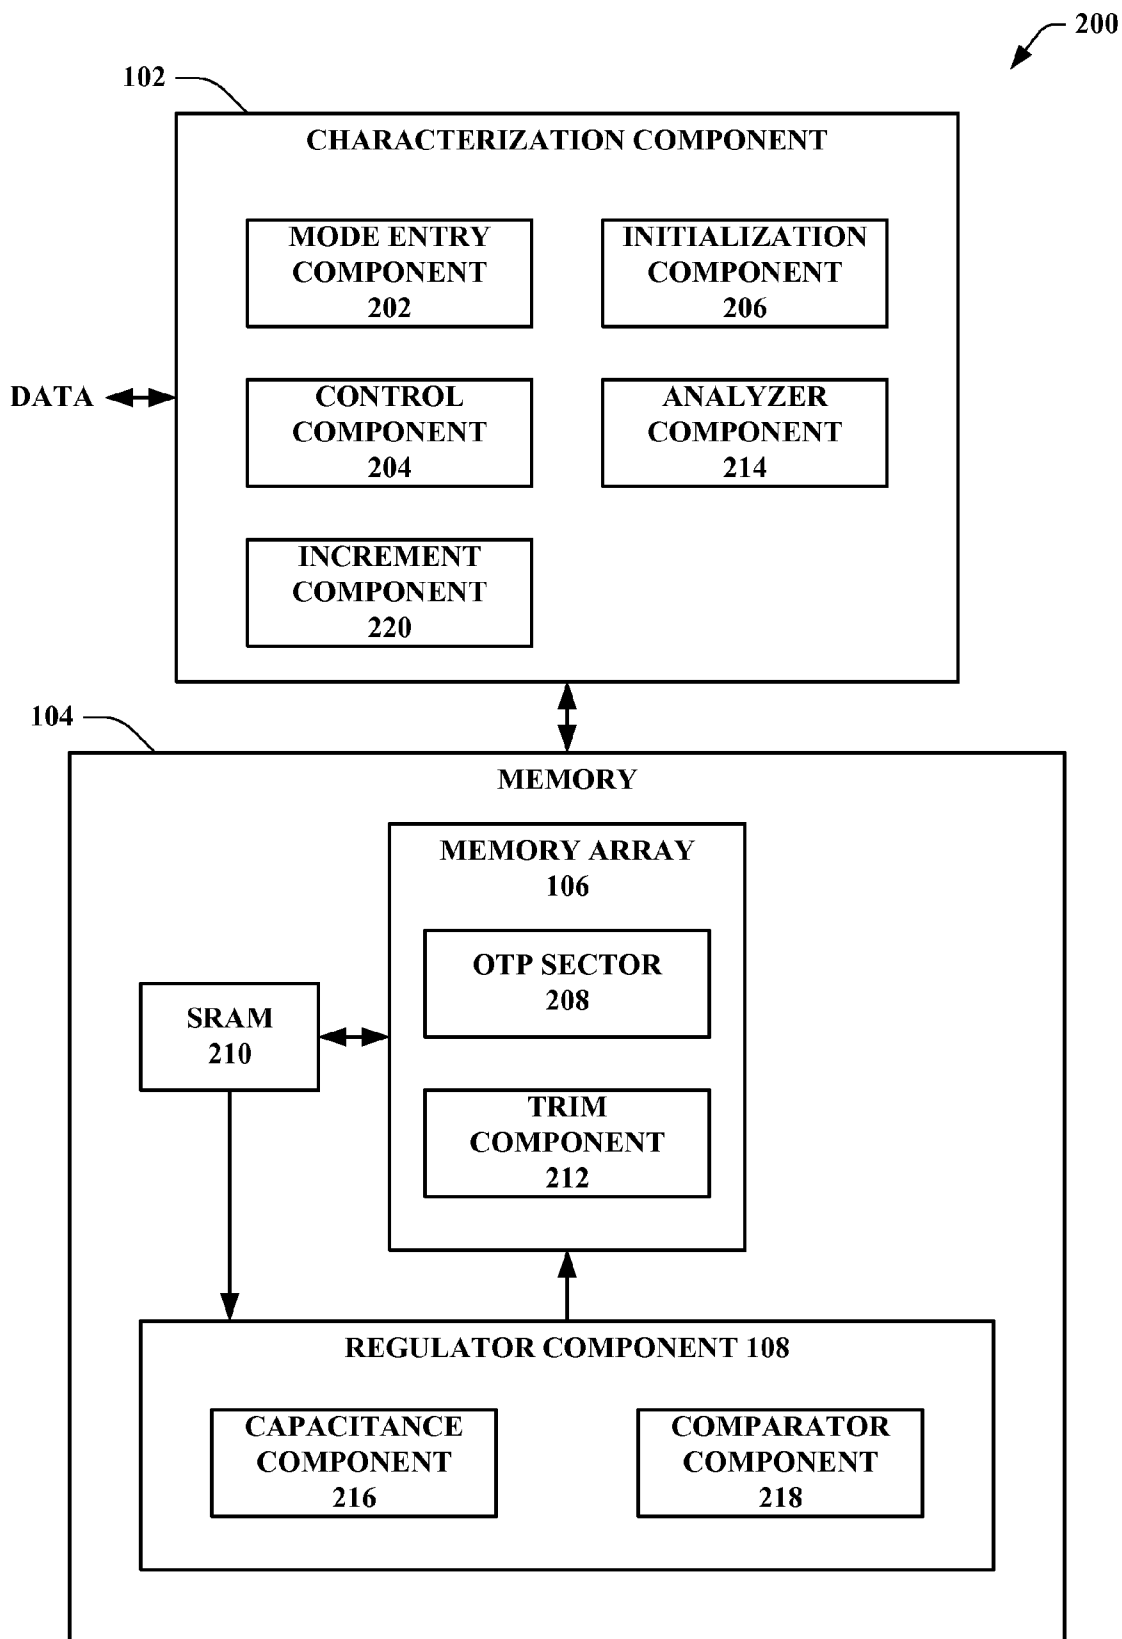 200
102
CHARACTERIZATION COMPONENT
MODE ENTRY
COMPONENT
202
INITIALIZATION
COMPONENT
206
DATA
CONTROL
COMPONENT
204
ANALYZER
COMPONENT
214
INCREMENT
COMPONENT
220
104
MEMORY
MEMORY ARRAY
106
OTP SECTOR
208
SRAM
210
TRIM
COMPONENT
212
REGULATOR COMPONENT 108
CAPACITANCE
COMPONENT
216
COMPARATOR
COMPONENT
218